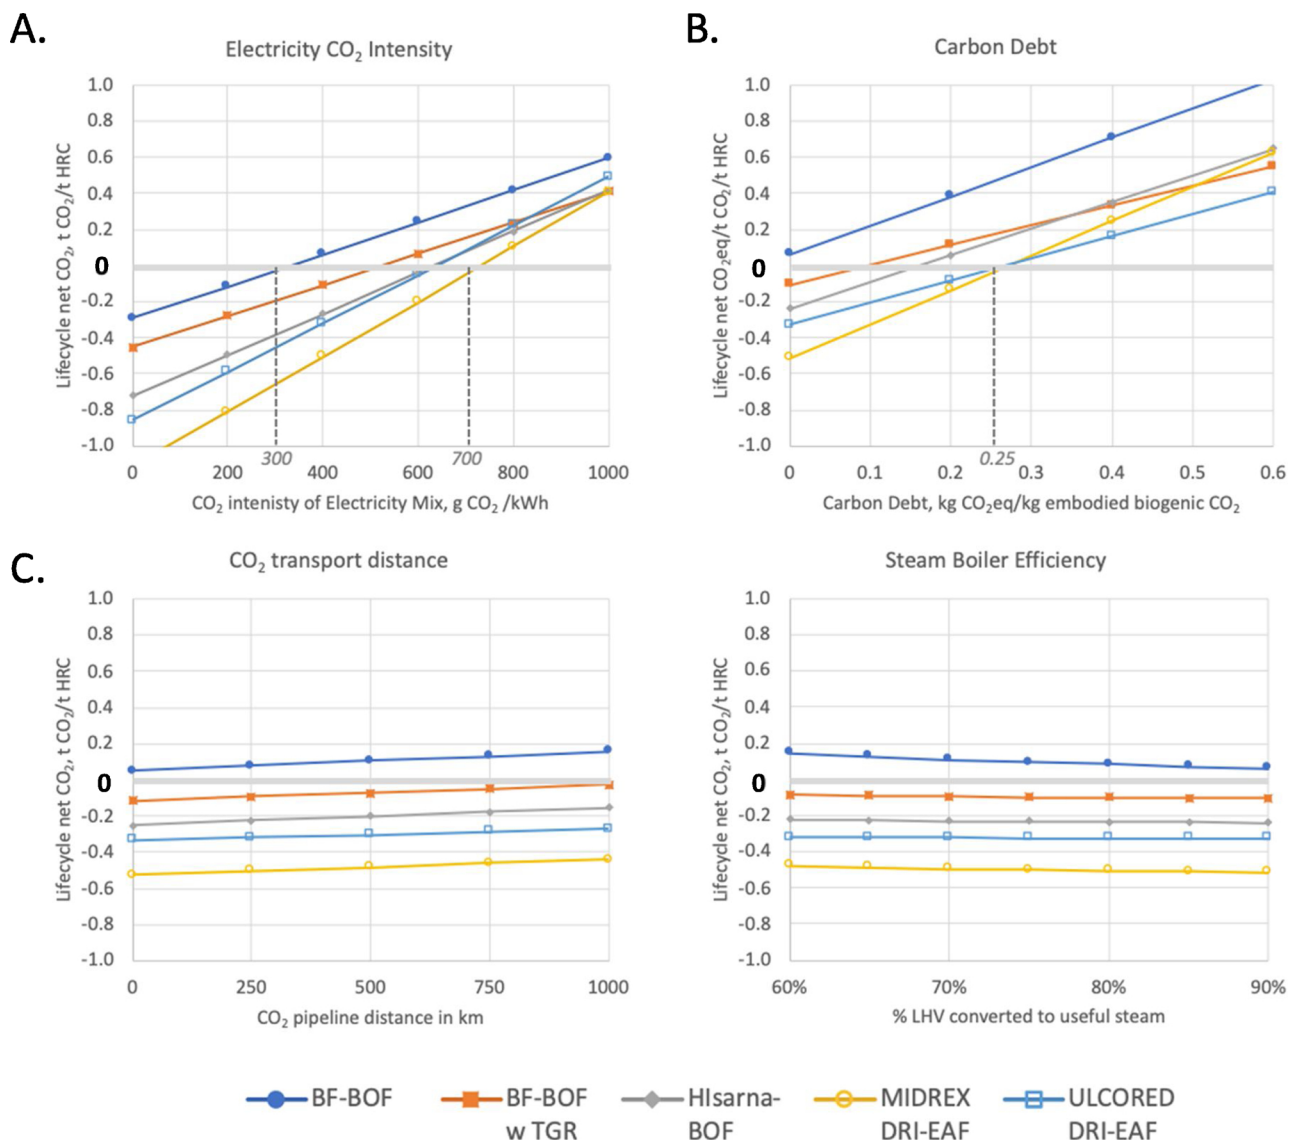 A.
Electricity CO₂ Intensity
Lifecycle net CO₂, t CO₂/t HRC
1.0
0.8
0.6
0.4
0.2
0
-0.2
-0.4
-0.6
-0.8
-1.0
0 200 300 400 600 700 800 1000
CO₂ intenisty of Electricity Mix, g CO₂ /kWh
B.
Carbon Debt
Lifecycle net CO₂eq/t CO₂/t HRC
1.0
0.8
0.6
0.4
0.2
0
-0.2
-0.4
-0.6
-0.8
-1.0
0 0.1 0.2 0.25 0.3 0.4 0.5 0.6
Carbon Debt, kg CO₂eq/kg embodied biogenic CO₂
C.
CO₂ transport distance
Lifecycle net CO₂, t CO₂/t HRC
1.0
0.8
0.6
0.4
0.2
0
-0.2
-0.4
-0.6
-0.8
-1.0
0 250 500 750 1000
CO₂ pipeline distance in km
Steam Boiler Efficiency
Lifecycle net CO₂, t CO₂/t HRC
1.0
0.8
0.6
0.4
0.2
0
-0.2
-0.4
-0.6
-0.8
-1.0
60% 70% 80% 90%
% LHV converted to useful steam
BF-BOF
BF-BOF
w TGR
HIsarna-
BOF
MIDREX
DRI-EAF
ULCORED
DRI-EAF